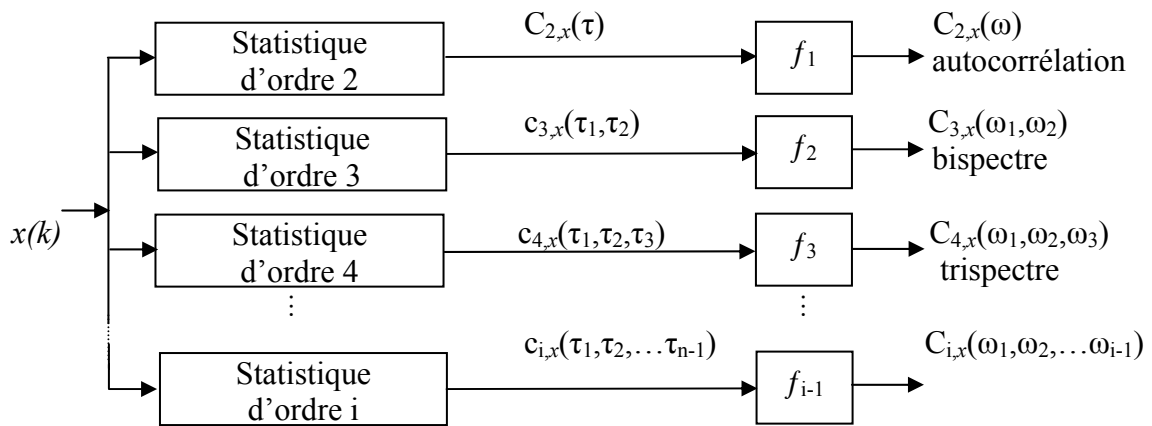 Statistique
d’ordre 2
C2,x(τ)
f1
C2,x(ω)
autocorrélation
Statistique
d’ordre 3
c3,x(τ1,τ2)
f2
C3,x(ω1,ω2)
bispectre
x(k)
Statistique
d’ordre 4
c4,x(τ1,τ2,τ3)
f3
C4,x(ω1,ω2,ω3)
trispectre
⋮
⋮
Statistique
d’ordre i
ci,x(τ1,τ2,…τn-1)
fi-1
Ci,x(ω1,ω2,…ωi-1)